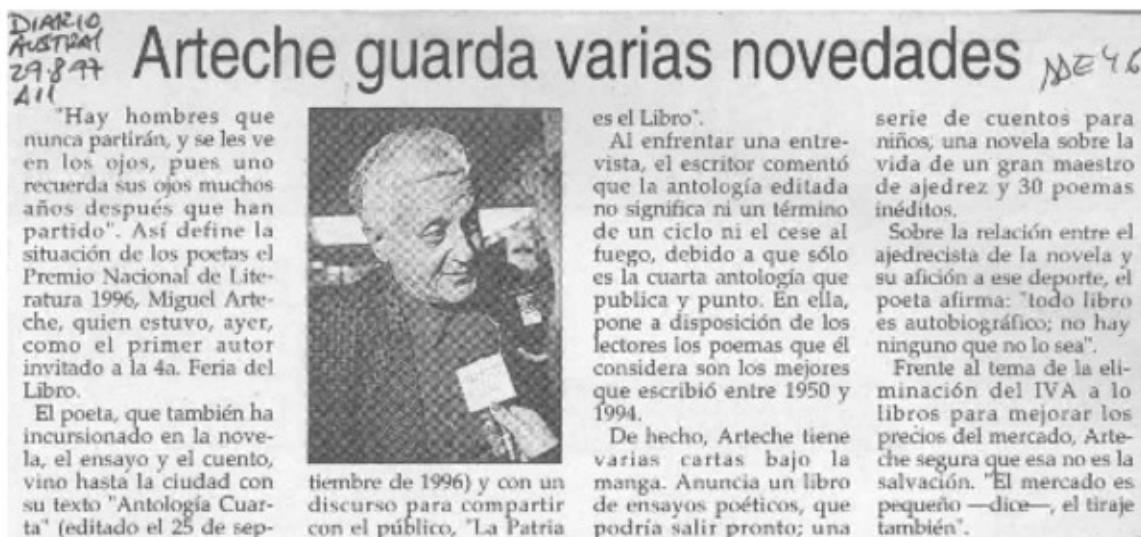 DIARIO
AUSTRAL
29.8.97
A11
Arteche guarda varias novedades
"Hay hombres que
nunca partirán, y se les ve
en los ojos, pues uno
recuerda sus ojos muchos
años después que han
partido". Así define la
situación de los poetas el
Premio Nacional de Lite-
ratura 1996, Miguel Arte-
che, quien estuvo, ayer,
como el primer autor
invitado a la 4a. Feria del
Libro.
El poeta, que también ha
incursionado en la nove-
la, el ensayo y el cuento,
vino hasta la ciudad con
su texto "Antología Cuar-
ta" (editado el 25 de sep-
tiembre de 1996) y con un
discurso para compartir
con el público, "La Patria
es el Libro".
Al enfrentar una entre-
vista, el escritor comentó
que la antología editada
no significa ni un término
de un ciclo ni el cese al
fuego, debido a que sólo
es la cuarta antología que
publica y punto. En ella,
pone a disposición de los
lectores los poemas que él
considera son los mejores
que escribió entre 1950 y
1994.
De hecho, Arteche tiene
varias cartas bajo la
manga. Anuncia un libro
de ensayos poéticos, que
podría salir pronto; una
serie de cuentos para
niños, una novela sobre la
vida de un gran maestro
de ajedrez y 30 poemas
inéditos.
Sobre la relación entre el
ajedrecista de la novela y
su afición a ese deporte, el
poeta afirma: "todo libro
es autobiográfico; no hay
ninguno que no lo sea".
Frente al tema de la eli-
minación del IVA a lo
libros para mejorar los
precios del mercado, Arte-
che segura que esa no es la
salvación. "El mercado es
pequeño —dice—, el tiraje
también".